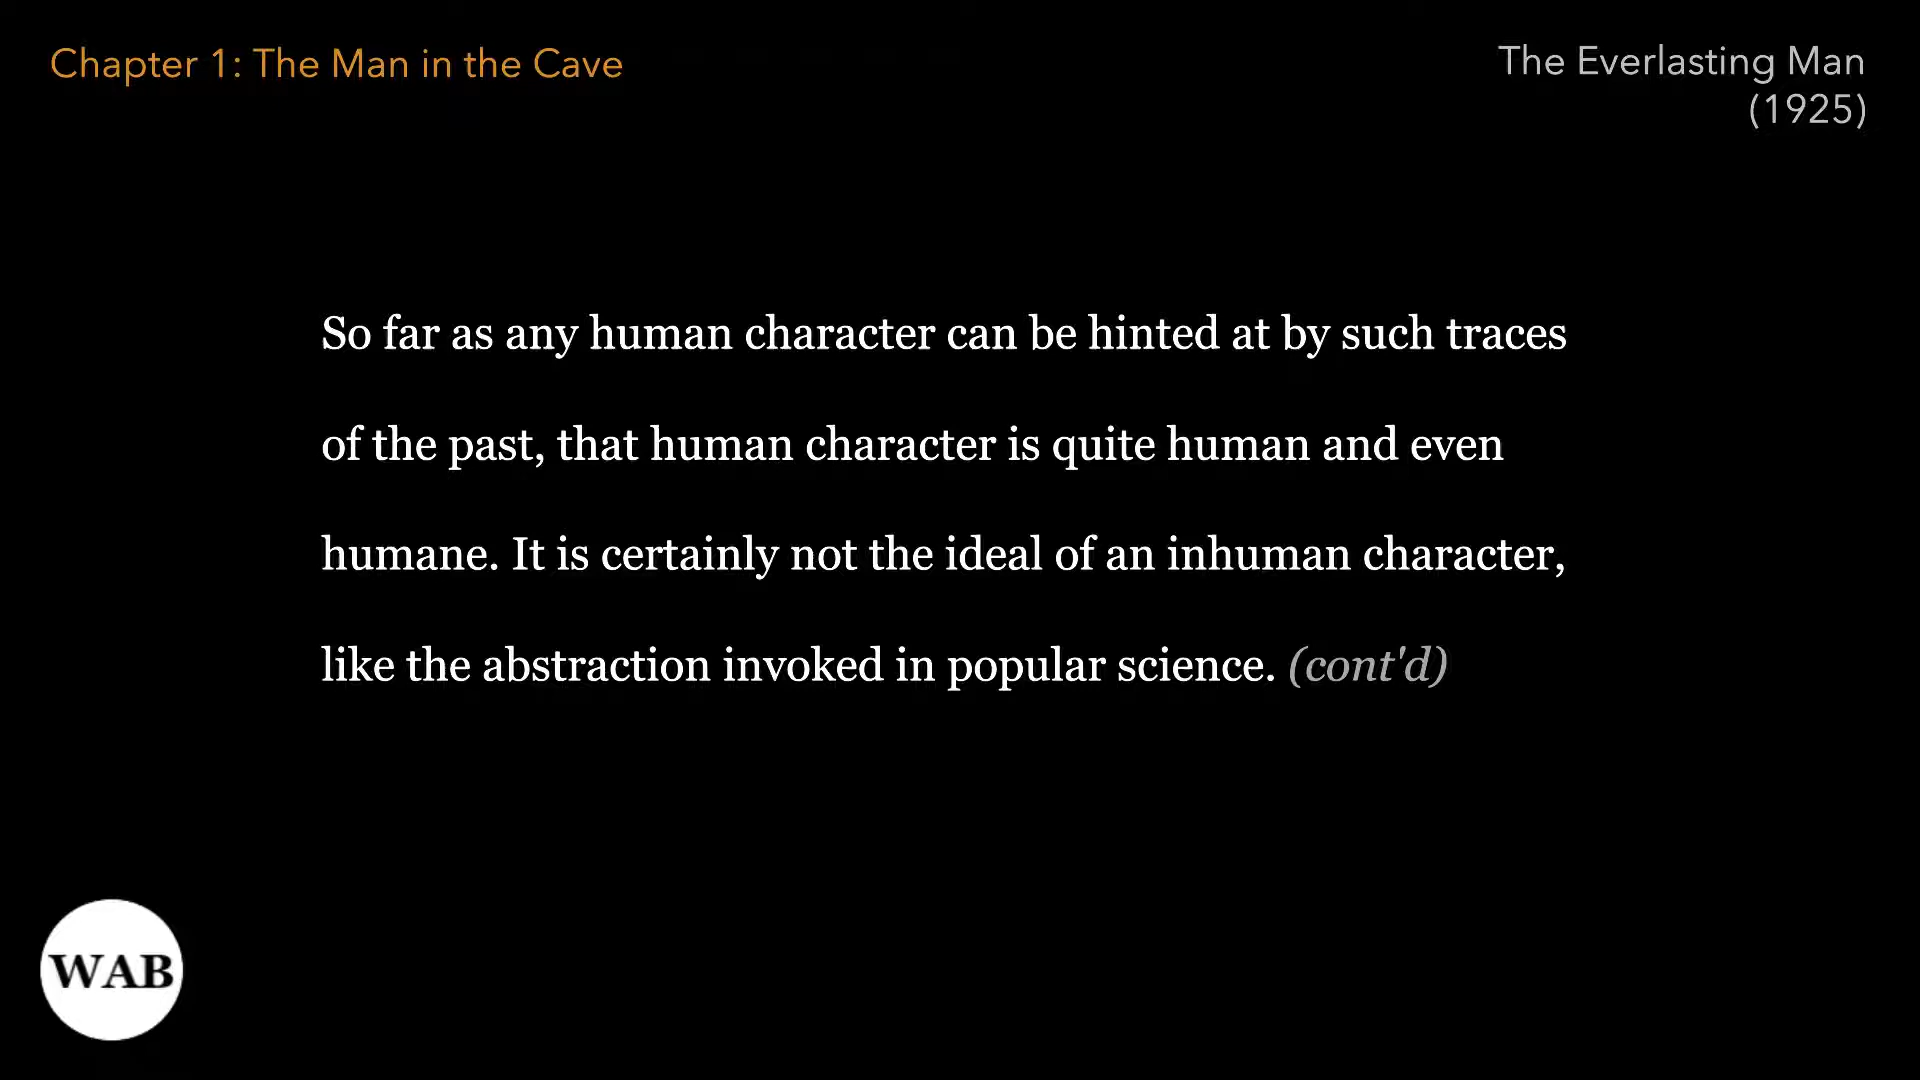 Chapter 1: The Man in the Cave
The Everlasting Man
(1925)
So far as any human character can be hinted at by such traces
of the past, that human character is quite human and even
humane. It is certainly not the ideal of an inhuman character,
like the abstraction invoked in popular science. (cont'd)
WAB